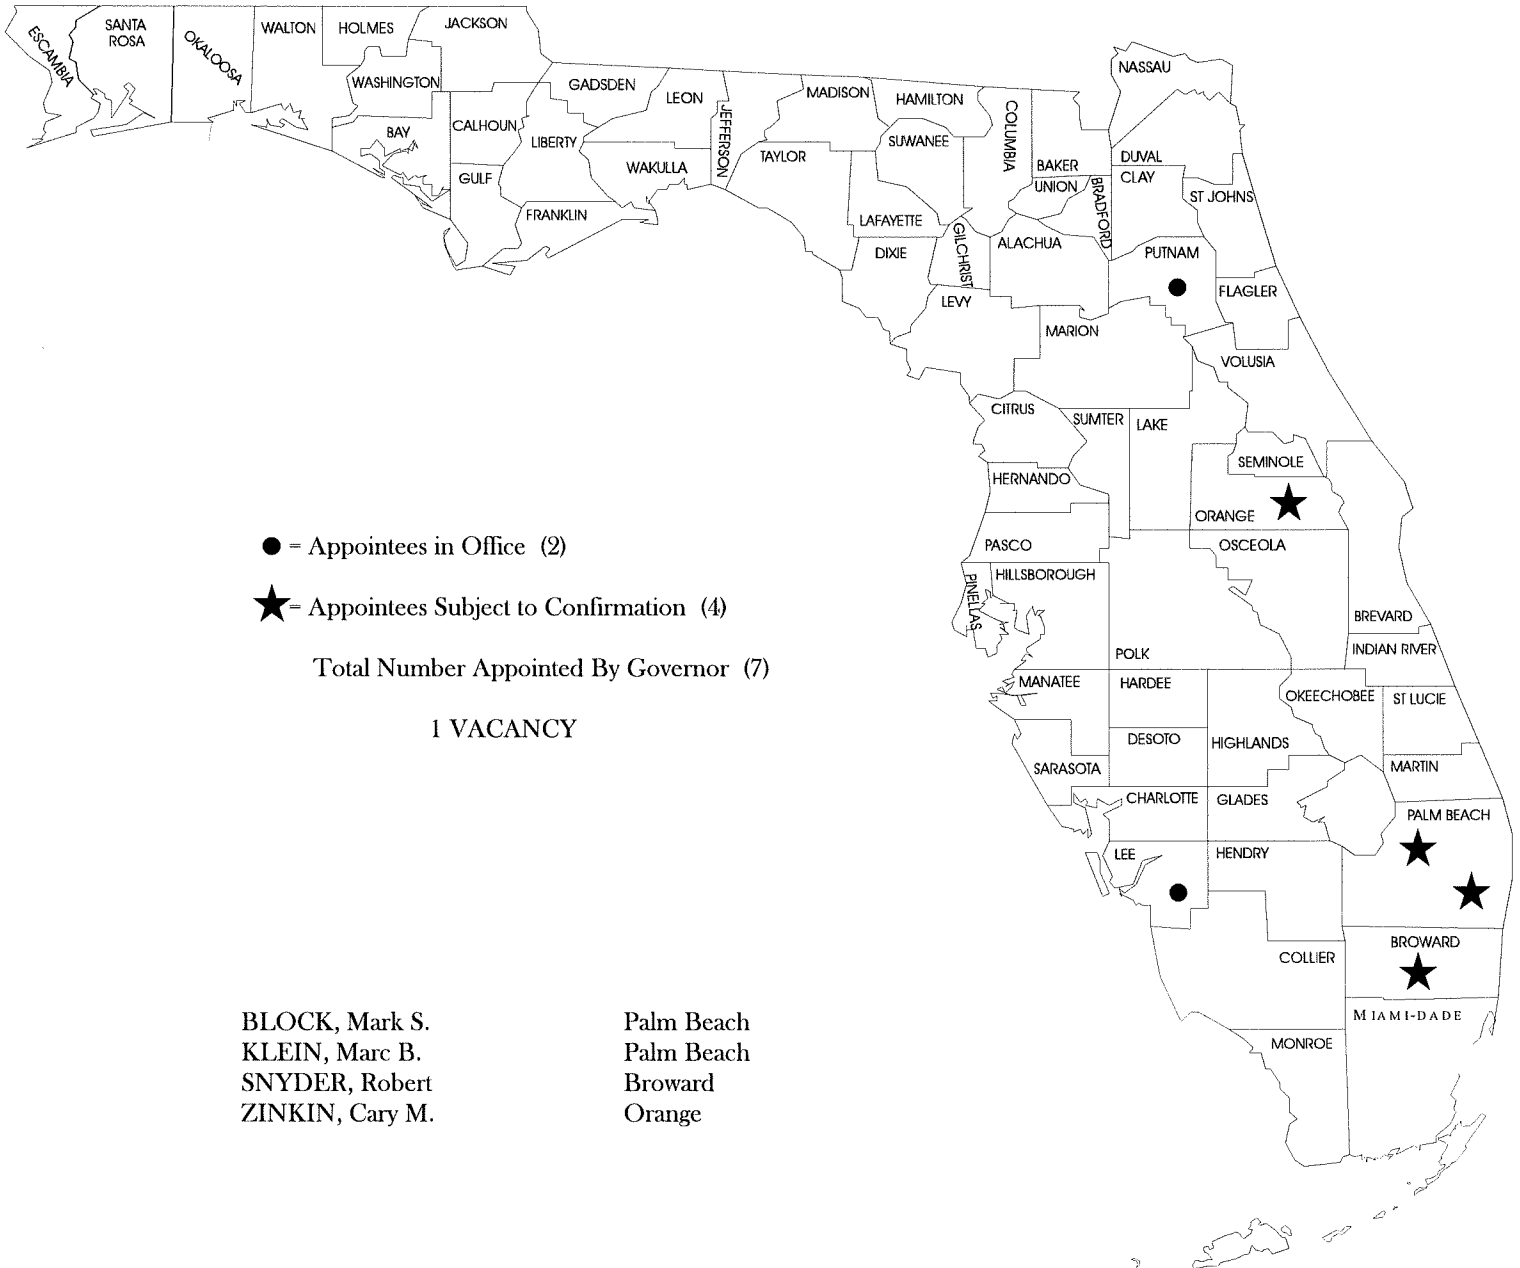 ESCAMBIA
SANTA
ROSA
OKALOOSA
WALTON
HOLMES
JACKSON
WASHINGTON
BAY
CALHOUN
GULF
GADSDEN
LIBERTY
FRANKLIN
LEON
WAKULLA
JEFFERSON
MADISON
TAYLOR
HAMILTON
SUWANEE
LAFAYETTE
DIXIE
COLUMBIA
GILCHRIST
LEVY
NASSAU
BAKER
UNION
BRADFORD
DUVAL
CLAY
ST JOHNS
ALACHUA
PUTNAM
FLAGLER
MARION
VOLUSIA
CITRUS
SUMTER
LAKE
SEMINOLE
HERNANDO
ORANGE
PASCO
OSCEOLA
PINELLAS
HILLSBOROUGH
BREVARD
POLK
INDIAN RIVER
MANATEE
HARDEE
OKEECHOBEE
ST LUCIE
DESOTO
HIGHLANDS
SARASOTA
MARTIN
CHARLOTTE
GLADES
PALM BEACH
LEE
HENDRY
BROWARD
COLLIER
MIAMI-DADE
MONROE
= Appointees in Office (2)
= Appointees Subject to Confirmation (4)
Total Number Appointed By Governor (7)
1 VACANCY
BLOCK, Mark S. Palm Beach
KLEIN, Marc B. Palm Beach
SNYDER, Robert Broward
ZINKIN, Cary M. Orange